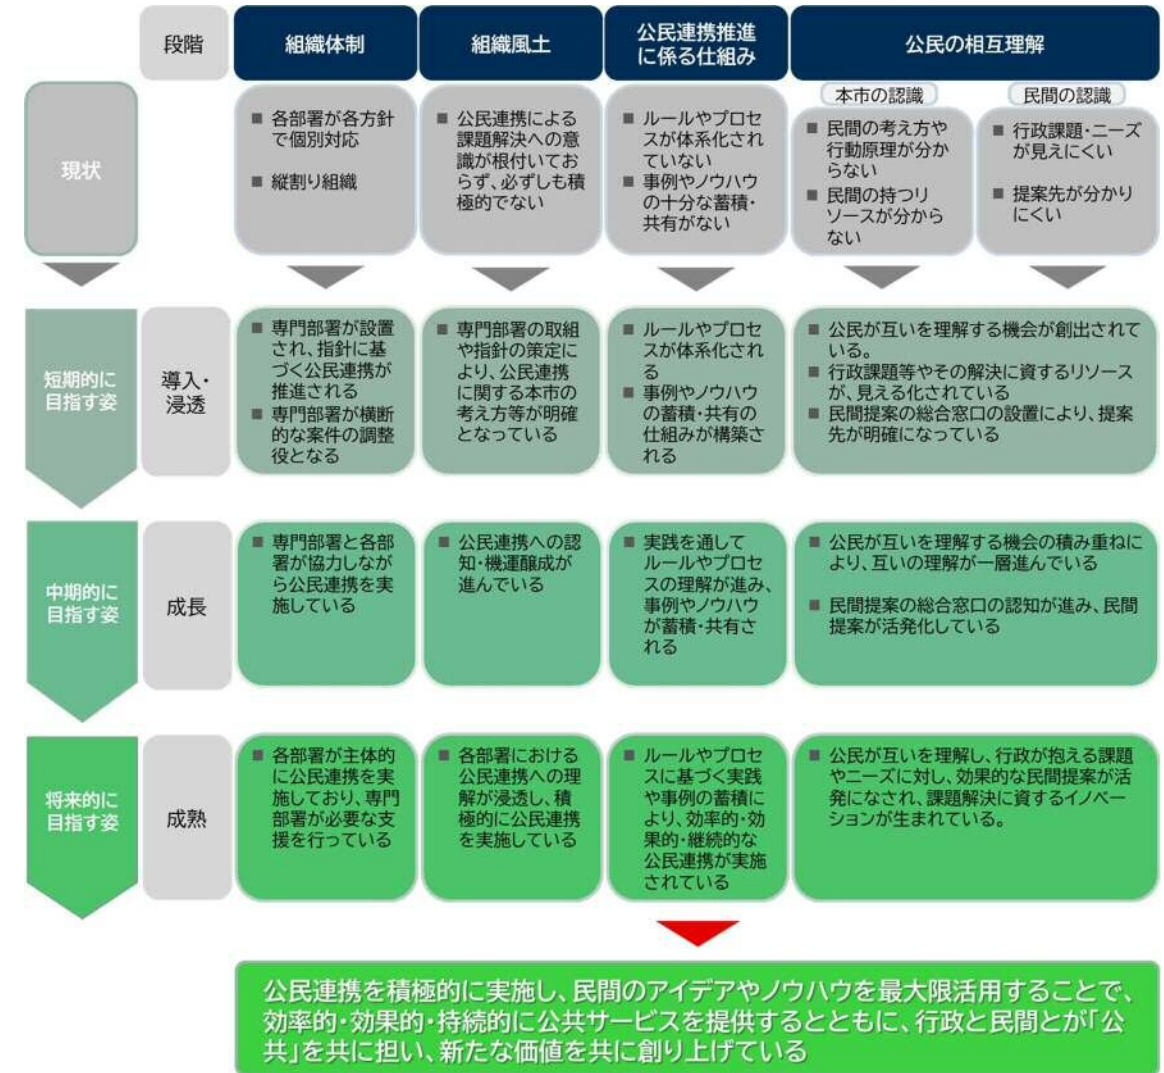 段階
組織体制
組織風土
公民連携推進
に係る仕組み
公民の相互理解
現状
■ 各部署が各方針
で個別対応
■ 縦割り組織
■ 公民連携による
課題解決への意
識が根付いてお
らず、必ずしも積
極的でない
■ ルールやプロセ
スが体系化され
ていない
■ 事例やノウハウ
の十分な蓄積・
共有がない
本市の認識
■ 民間の考え方や
行動原理が分か
らない
■ 民間の持つリ
ソースが分から
ない
民間の認識
■ 行政課題・ニーズ
が見えにくい
■ 提案先が分かり
にくい
短期的に
目指す姿
導入・
浸透
■ 専門部署が設置
され、指針に基
づく公民連携が
推進される
■ 専門部署が横断
的な案件の調整
役となる
■ 専門部署の取組
や指針の策定に
より、公民連携
に関する本市の
考え方等が明確
となっている
■ ルールやプロセ
スが体系化され
る
■ 事例やノウハウ
の蓄積・共有の
仕組みが構築さ
れる
■ 公民が互いを理解する機会が創出されて
いる。
■ 行政課題等やその解決に資するリソース
が、見える化されている
■ 民間提案の総合窓口の設置により、提案
先が明確になっている
中期的に
目指す姿
成長
■ 専門部署と各部
署が協力しなが
ら公民連携を実
施している
■ 公民連携への認
知・機運醸成が
進んでいる
■ 実践を通して
ルールやプロセ
スの理解が進み、
事例やノウハウ
が蓄積・共有さ
れる
■ 公民が互いを理解する機会の積み重ねに
より、互いの理解が一層進んでいる
■ 民間提案の総合窓口の認知が進み、民間
提案が活発化している
将来的に
目指す姿
成熟
■ 各部署が主体的
に公民連携を実
施しており、専門
部署が必要な支
援を行っている
■ 各部署における
公民連携への理
解が浸透し、積
極的に公民連携
を実施している
■ ルールやプロセ
スに基づく実践
や事例の蓄積に
より、効率的・効
果的・継続的な
公民連携が実施
されている
■ 公民が互いを理解し、行政が抱える課題
やニーズに対し、効果的な民間提案が活
発になされ、課題解決に資するイノベー
ションが生まれている。
公民連携を積極的に実施し、民間のアイデアやノウハウを最大限活用することで、
効率的・効果的・持続的に公共サービスを提供するとともに、行政と民間とが「公
共」を共に担い、新たな価値を共に創り上げている